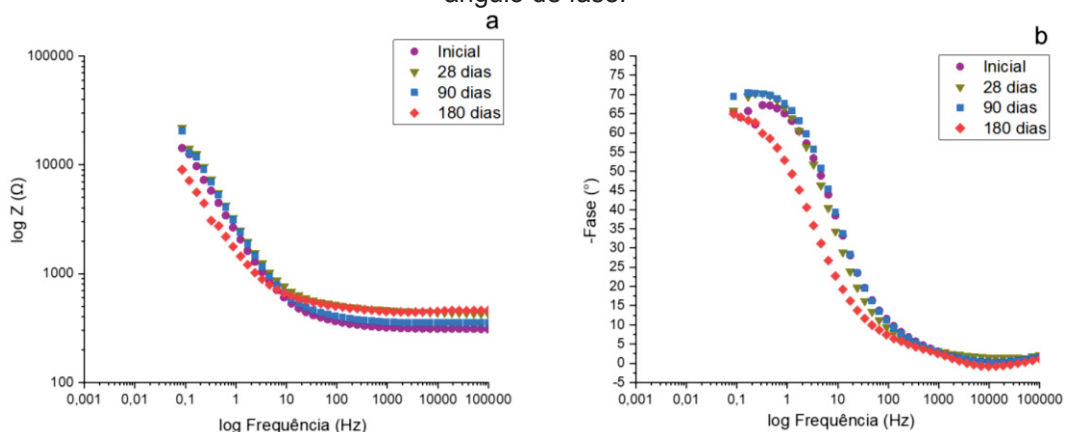 ângulo de fase.
a
100000
10000
1000
100
log Z (Ω)
0,001 0,01 0,1 1 10 100 1000 10000 100000
log Frequência (Hz)
Inicial
28 dias
90 dias
180 dias
b
80
75
70
65
60
55
50
45
40
35
30
25
20
15
10
5
0
-5
-Fase (°)
0,001 0,01 0,1 1 10 100 1000 10000 100000
log Frequência (Hz)
Inicial
28 dias
90 dias
180 dias